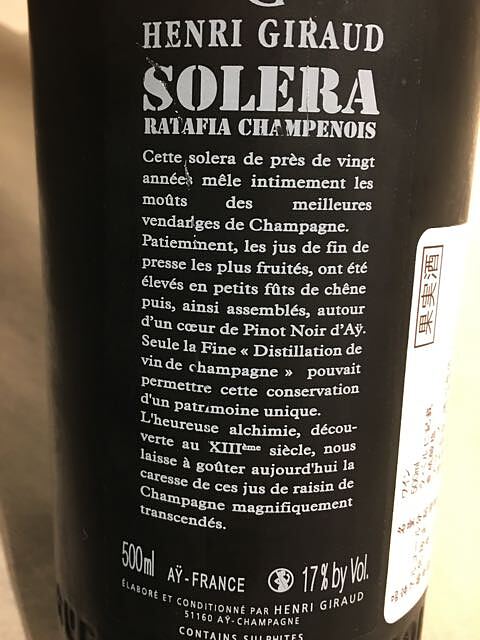 HENRI GIRAUD
SOLERA
RATAFIA CHAMPENOIS
Cette solera de près de vingt
années mêle intimement les
moûts des meilleures
vendanges de Champagne.
Patiemment, les jus de fin de
presse les plus fruités, ont été
élevés en petits fûts de chêne
puis, ainsi assemblés, autour
d'un cœur de Pinot Noir d'Aÿ.
Seule la Fine « Distillation de
vin de champagne » pouvait
permettre cette conservation
d'un patrimoine unique.
L'heureuse alchimie, décou-
verte au XIIIème siècle, nous
laisse à goûter aujourd'hui la
caresse de ces jus de raisin de
Champagne magnifiquement
transcendés.
500ml AŸ-FRANCE 17% by Vol.
ÉLABORÉ ET CONDITIONNÉ PAR HENRI GIRAUD
51160 AŸ-CHAMPAGNE
CONTAINS SULPHITES
果実酒
ワイン
500ml